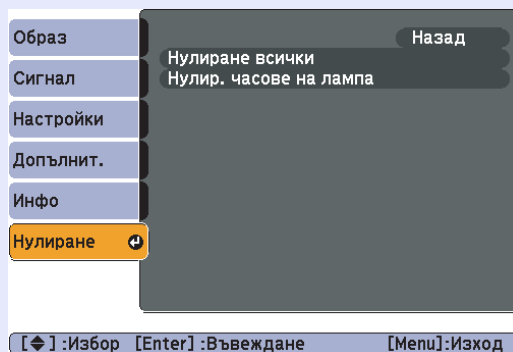 Образ
Сигнал
Настройки
Допълнит.
Инфо
Нулиране
Назад
Нулиране всички
Нулир. часове на лампа
[◆] :Избор [Enter] :Въвеждане [Menu]:Изход